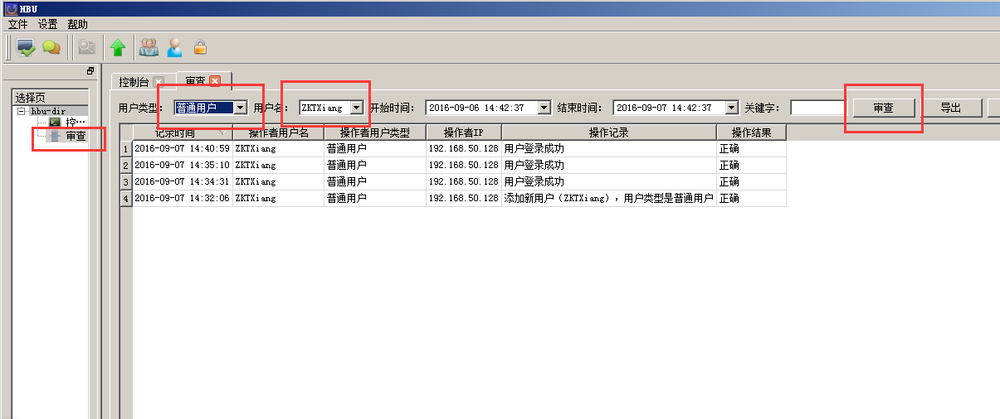 HBU
文件 设置 帮助
选择页
hbu-dir
控…
审查
控制台 审查
用户类型: 普通用户 用户名: ZKTXiang 开始时间: 2016-09-06 14:42:37 结束时间: 2016-09-07 14:42:37 关键字: 审查 导出
记录时间 操作者用户名 操作者用户类型 操作者IP 操作记录 操作结果
1 2016-09-07 14:40:59 ZKTXiang 普通用户 192.168.50.128 用户登录成功 正确
2 2016-09-07 14:35:10 ZKTXiang 普通用户 192.168.50.128 用户登录成功 正确
3 2016-09-07 14:34:31 ZKTXiang 普通用户 192.168.50.128 用户登录成功 正确
4 2016-09-07 14:32:06 ZKTXiang 普通用户 192.168.50.128 添加新用户（ZKTXiang），用户类型是普通用户 正确